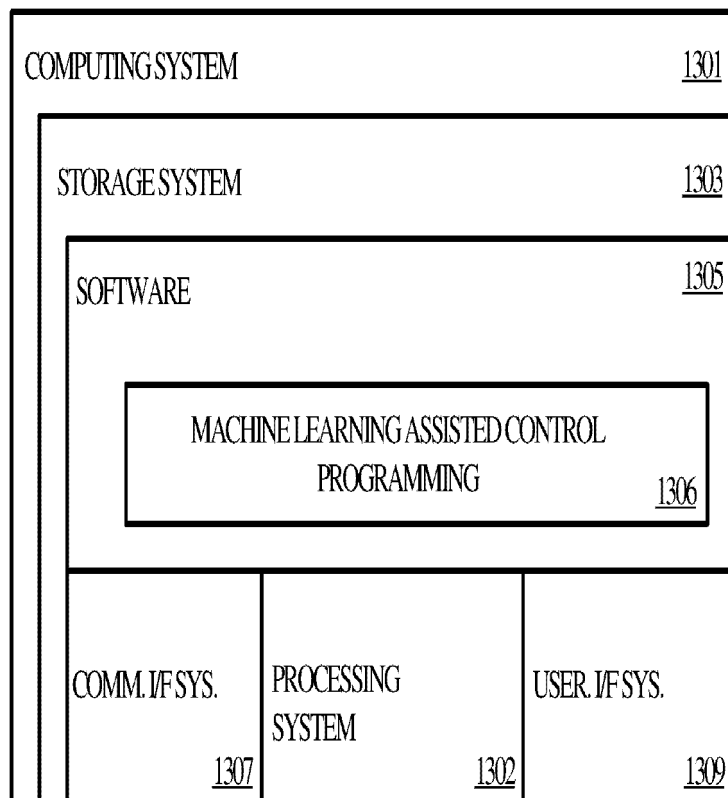 COMPUTING SYSTEM 1301
STORAGE SYSTEM 1303
SOFTWARE 1305
MACHINE LEARNING ASSISTED CONTROL
PROGRAMMING 1306
COMM. I/F SYS.
1307
PROCESSING
SYSTEM
1302
USER. I/F SYS.
1309